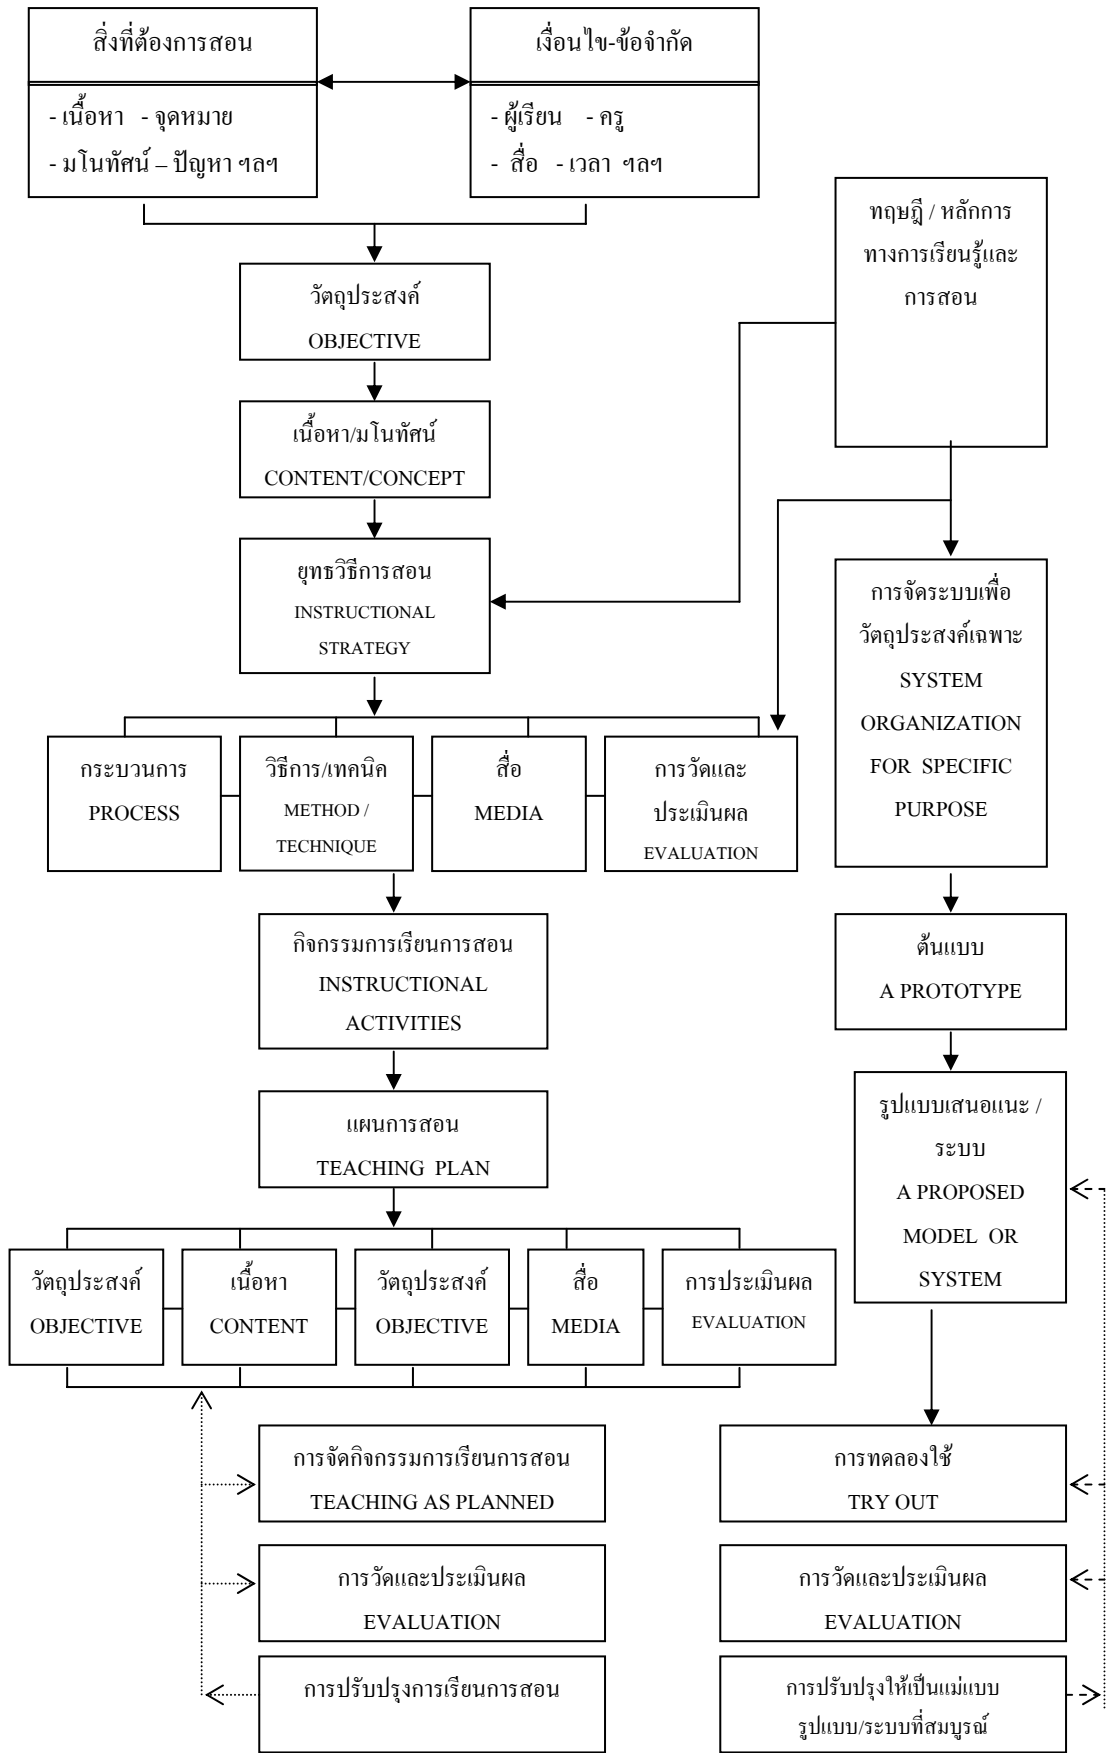 สิ่งที่ต้องการสอน
- เนื้อหา - จุดหมาย
- มโนทัศน์ – ปัญหา ฯลฯ
เงื่อนไข-ข้อจำกัด
- ผู้เรียน - ครู
- สื่อ - เวลา ฯลฯ
ทฤษฎี / หลักการ
ทางการเรียนรู้และ
การสอน
วัตถุประสงค์
OBJECTIVE
เนื้อหา/มโนทัศน์
CONTENT/CONCEPT
ยุทธวิธีการสอน
INSTRUCTIONAL
STRATEGY
การจัดระบบเพื่อ
วัตถุประสงค์เฉพาะ
SYSTEM
ORGANIZATION
FOR SPECIFIC
PURPOSE
กระบวนการ
PROCESS
วิธีการ/เทคนิค
METHOD /
TECHNIQUE
สื่อ
MEDIA
การวัดและ
ประเมินผล
EVALUATION
กิจกรรมการเรียนการสอน
INSTRUCTIONAL
ACTIVITIES
ต้นแบบ
A PROTOTYPE
แผนการสอน
TEACHING PLAN
รูปแบบเสนอแนะ /
ระบบ
A PROPOSED
MODEL OR
SYSTEM
วัตถุประสงค์
OBJECTIVE
เนื้อหา
CONTENT
วัตถุประสงค์
OBJECTIVE
สื่อ
MEDIA
การประเมินผล
EVALUATION
การจัดกิจกรรมการเรียนการสอน
TEACHING AS PLANNED
การทดลองใช้
TRY OUT
การวัดและประเมินผล
EVALUATION
การวัดและประเมินผล
EVALUATION
การปรับปรุงการเรียนการสอน
การปรับปรุงให้เป็นแม่แบบ
รูปแบบ/ระบบที่สมบูรณ์